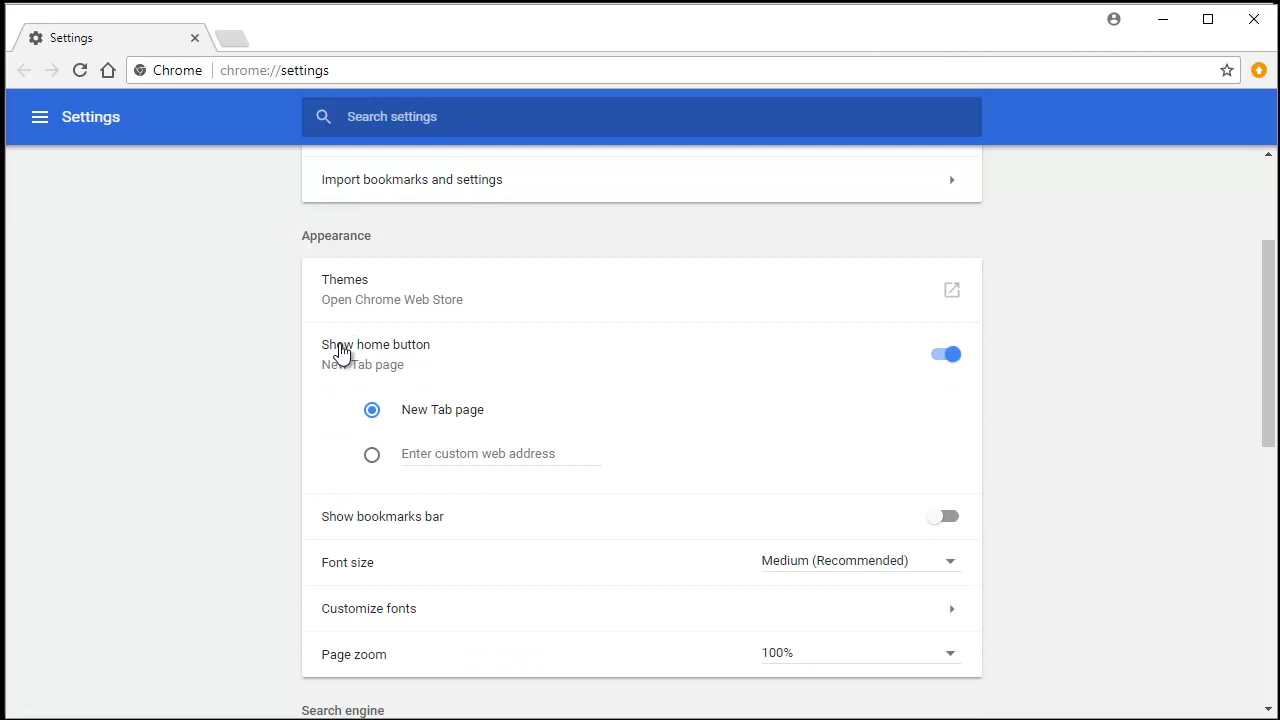 Settings
Chrome chrome://settings
Settings
Search settings
Import bookmarks and settings
Appearance
Themes
Open Chrome Web Store
Show home button
New Tab page
New Tab page
Enter custom web address
Show bookmarks bar
Font size Medium (Recommended)
Customize fonts
Page zoom 100%
Search engine